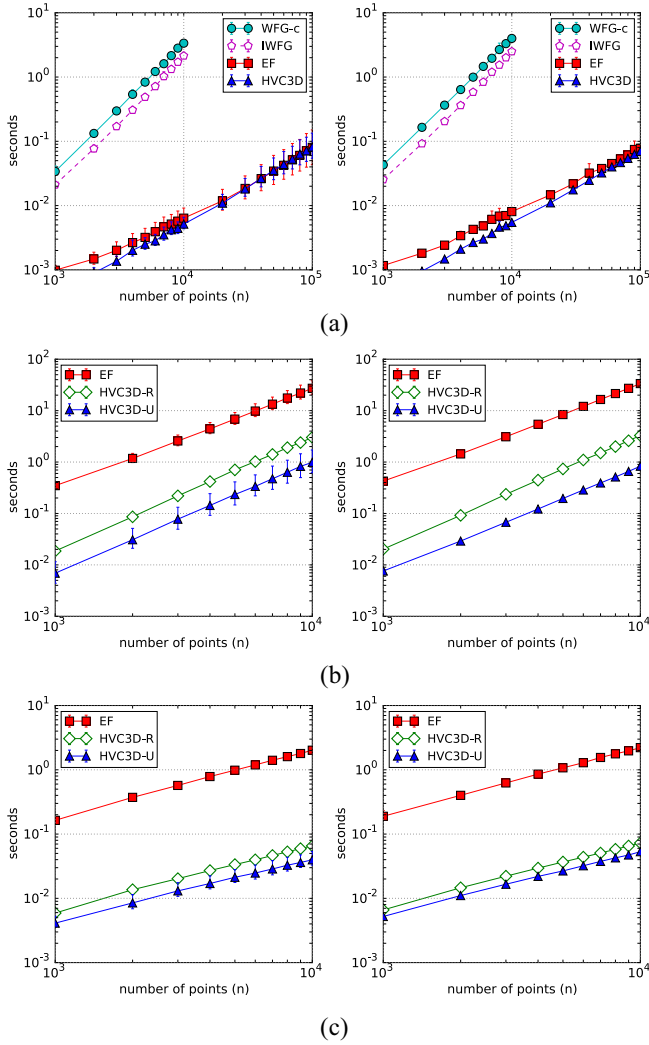 10^1
10^0
10^-1
10^-2
10^-3
seconds
WFG-c
IWFG
EF
HVC3D
10^3
10^4
10^5
number of points (n)
10^1
10^0
10^-1
10^-2
10^-3
seconds
WFG-c
IWFG
EF
HVC3D
10^3
10^4
10^5
number of points (n)
(a)
10^2
10^1
10^0
10^-1
10^-2
10^-3
seconds
EF
HVC3D-R
HVC3D-U
10^3
10^4
number of points (n)
10^2
10^1
10^0
10^-1
10^-2
10^-3
seconds
EF
HVC3D-R
HVC3D-U
10^3
10^4
number of points (n)
(b)
10^1
10^0
10^-1
10^-2
10^-3
seconds
EF
HVC3D-R
HVC3D-U
10^3
10^4
number of points (n)
10^1
10^0
10^-1
10^-2
10^-3
seconds
EF
HVC3D-R
HVC3D-U
10^3
10^4
number of points (n)
(c)